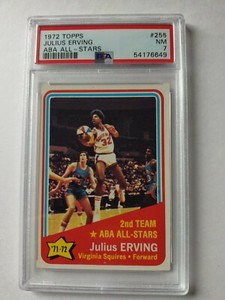 1972 TOPPS #255
JULIUS ERVING NM
ABA ALL-STARS 7
PSA 54176649
32
2nd TEAM
★ ABA ALL-STARS
'71-72
Julius ERVING
Virginia Squires • Forward